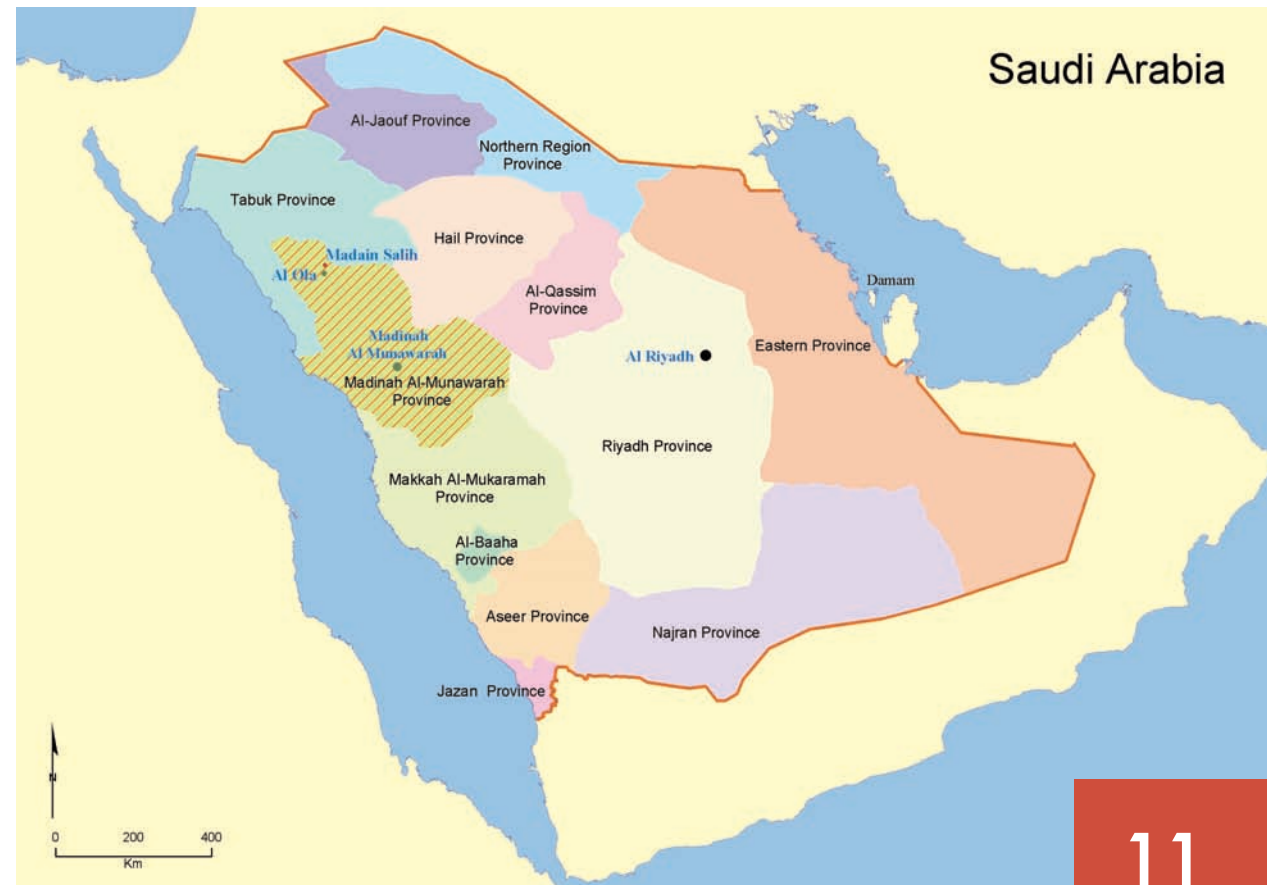 Saudi Arabia
Al-Jaouf Province
Northern Region
Province
Tabuk Province
Hail Province
Madain Salih
Al Ola
Al-Qassim
Province
Damam
Madinah
Al Munawarah
Madinah Al-Munawarah
Province
Al Riyadh
Eastern Province
Riyadh Province
Makkah Al-Mukaramah
Province
Al-Baaha
Province
Aseer Province
Najran Province
Jazan Province
N
0 200 400
Km
11